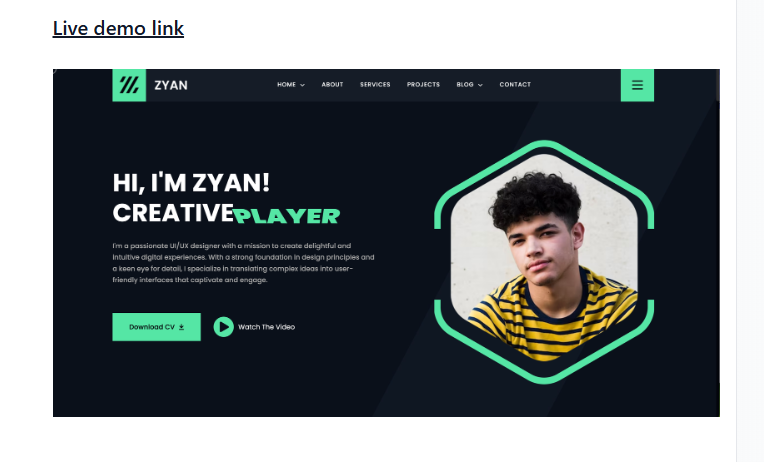 Live demo link
ZYAN
HOME ABOUT SERVICES PROJECTS BLOG CONTACT
HI, I'M ZYAN!
CREATIVE PLAYER
I'm a passionate UI/UX designer with a mission to create delightful and
intuitive digital experiences. With a strong foundation in design principles and
a keen eye for detail, I specialize in translating complex ideas into user-
friendly interfaces that captivate and engage.
Download CV
Watch The Video